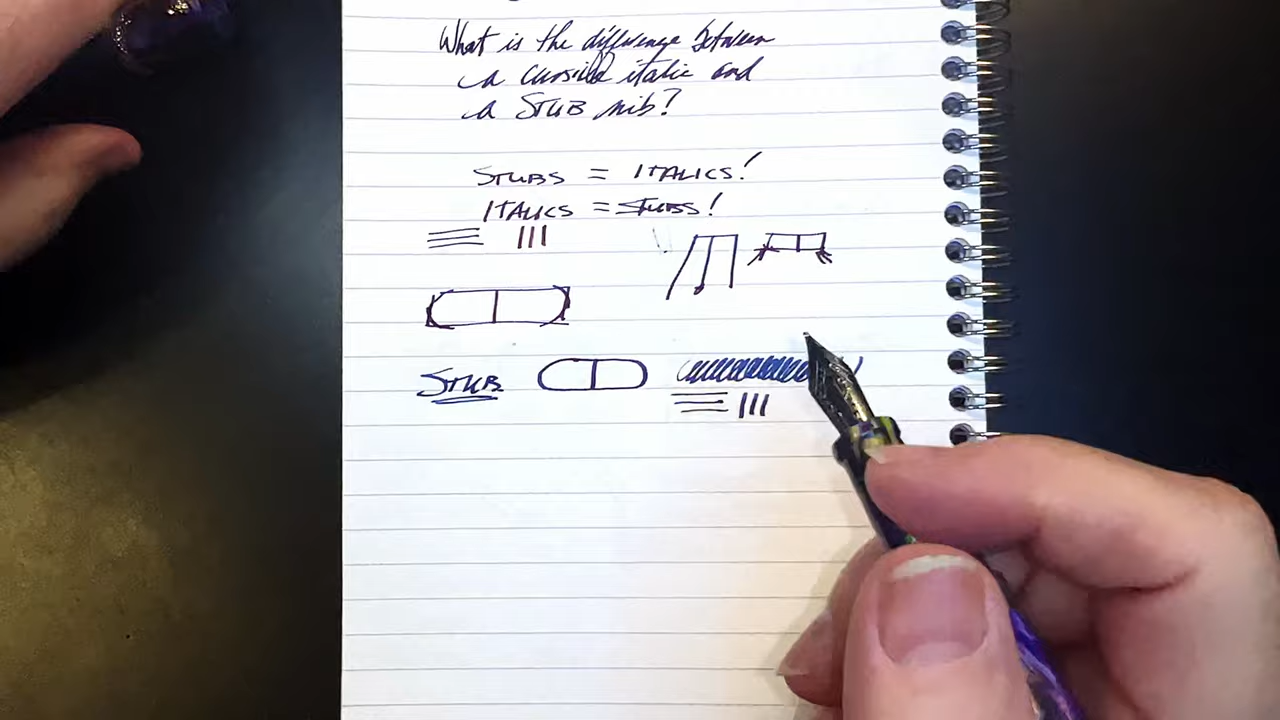 What is the difference between
a cursive italic and
a STUB nib?
STUBS = ITALICS!
ITALICS = STUBS!
STUB